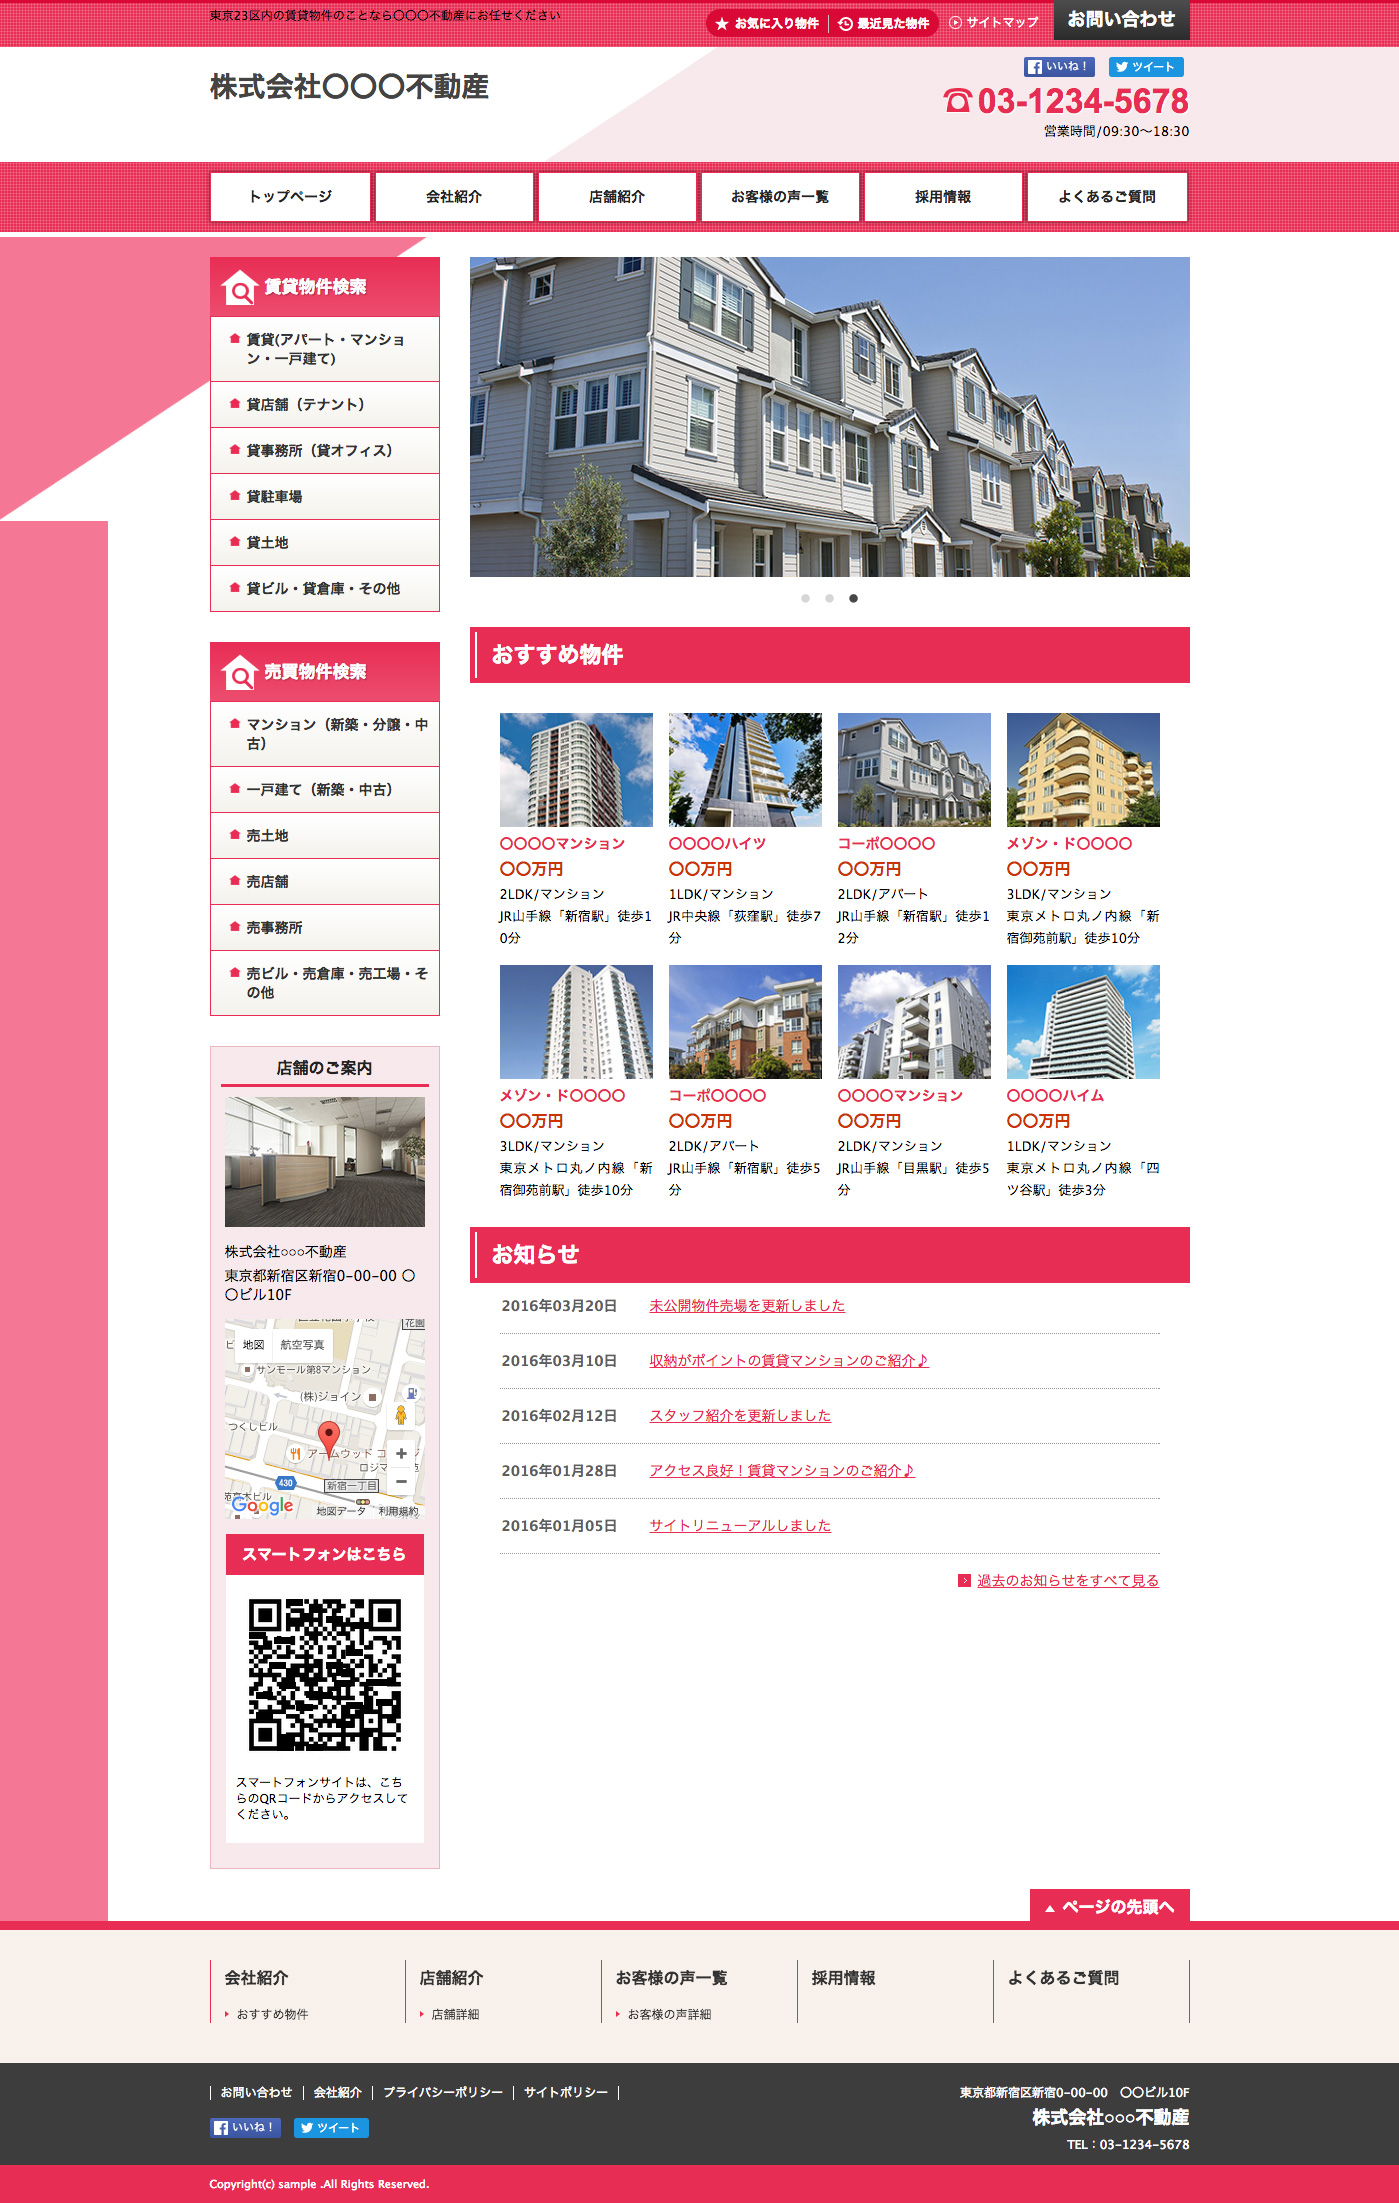 東京23区内の賃貸物件のことなら〇〇〇不動産にお任せください
お気に入り物件
最近見た物件
サイトマップ
お問い合わせ
株式会社〇〇〇不動産
いいね！
ツイート
03-1234-5678
営業時間/09:30〜18:30
トップページ
会社紹介
店舗紹介
お客様の声一覧
採用情報
よくあるご質問
賃貸物件検索
賃貸(アパート・マンショ
ン・一戸建て)
貸店舗（テナント）
貸事務所（貸オフィス）
貸駐車場
貸土地
貸ビル・貸倉庫・その他
売買物件検索
マンション（新築・分譲・中
古）
一戸建て（新築・中古）
売土地
売店舗
売事務所
売ビル・売倉庫・売工場・そ
の他
店舗のご案内
株式会社○○○不動産
東京都新宿区新宿0-00-00 〇
〇ビル10F
花園
地図
航空写真
サンモール第8マンション
(株)ジョイン
つくしビル
アームウッド コ
ロジマ
430
新宿一丁目
Google
地図データ
利用規約
スマートフォンはこちら
スマートフォンサイトは、こち
らのQRコードからアクセスして
ください。
おすすめ物件
〇〇〇〇マンション
〇〇万円
2LDK/マンション
JR山手線「新宿駅」徒歩1
0分
〇〇〇〇ハイツ
〇〇万円
1LDK/マンション
JR中央線「荻窪駅」徒歩7
分
コーポ〇〇〇〇
〇〇万円
2LDK/アパート
JR山手線「新宿駅」徒歩1
2分
メゾン・ド〇〇〇〇
〇〇万円
3LDK/マンション
東京メトロ丸ノ内線「新
宿御苑前駅」徒歩10分
メゾン・ド〇〇〇〇
〇〇万円
3LDK/マンション
東京メトロ丸ノ内線「新
宿御苑前駅」徒歩10分
コーポ〇〇〇〇
〇〇万円
2LDK/アパート
JR山手線「新宿駅」徒歩5
分
〇〇〇〇マンション
〇〇万円
2LDK/マンション
JR山手線「目黒駅」徒歩5
分
〇〇〇〇ハイム
〇〇万円
1LDK/マンション
東京メトロ丸ノ内線「四
ツ谷駅」徒歩3分
お知らせ
2016年03月20日 未公開物件売場を更新しました
2016年03月10日 収納がポイントの賃貸マンションのご紹介♪
2016年02月12日 スタッフ紹介を更新しました
2016年01月28日 アクセス良好！賃貸マンションのご紹介♪
2016年01月05日 サイトリニューアルしました
過去のお知らせをすべて見る
ページの先頭へ
会社紹介
おすすめ物件
店舗紹介
店舗詳細
お客様の声一覧
お客様の声詳細
採用情報
よくあるご質問
お問い合わせ
会社紹介
プライバシーポリシー
サイトポリシー
いいね！
ツイート
東京都新宿区新宿0-00-00　〇〇ビル10F
株式会社○○○不動産
TEL：03-1234-5678
Copyright(c) sample .All Rights Reserved.